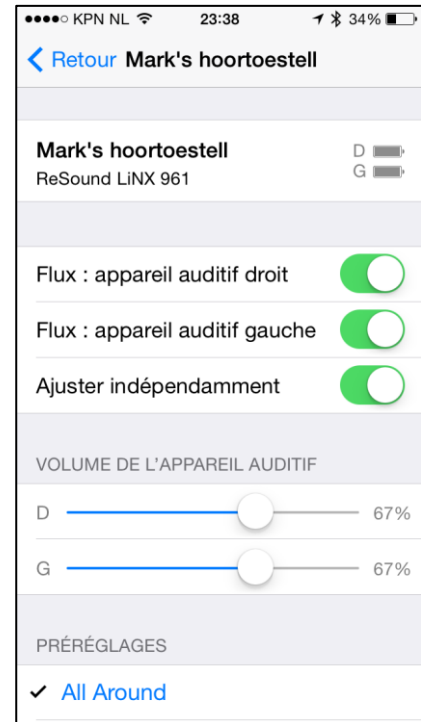 KPN NL 23:38 34%
Retour Mark's hoortoestell
Mark's hoortoestell D
ReSound LiNX 961 G
Flux : appareil auditif droit
Flux : appareil auditif gauche
Ajuster indépendamment
VOLUME DE L'APPAREIL AUDITIF
D 67%
G 67%
PRÉRÉGLAGES
All Around